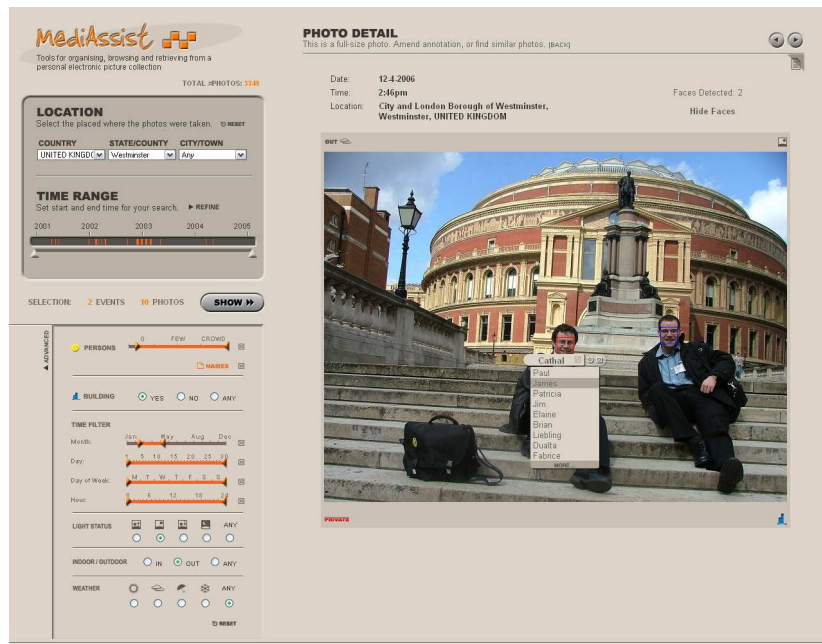 MediAssist
Tools for organising, browsing and retrieving from a
personal electronic picture collection
TOTAL #PHOTOS: 3349
LOCATION
Select the placed where the photos were taken. RESET
COUNTRY STATE/COUNTY CITY/TOWN
UNITED KINGDO Westminster Any
TIME RANGE
Set start and end time for your search. REFINE
2001 2002 2003 2004 2005
SELECTION: 2 EVENTS 10 PHOTOS SHOW
ADVANCED
PERSONS 0 FEW CROWD
NAMES
BUILDING YES NO ANY
TIME FILTER
Month: Jan May Aug Dec
Day: 5 10 15 20 25 30
Day of Week: M T W T F S S
Hour: 0 6 12 18 24
LIGHT STATUS ANY
INDOOR / OUTDOOR IN OUT ANY
WEATHER ANY
RESET
PHOTO DETAIL
This is a full-size photo. Amend annotation, or find similar photos. [BACK]
Date: 12-4-2006
Time: 2:46pm
Location: City and London Borough of Westminster,
Westminster, UNITED KINGDOM
Faces Detected: 2
Hide Faces
OUT
Cathal
Paul
James
Patricia
Jim
Elaine
Brian
Liebling
Dualta
Fabrice
MORE
PRIVATE